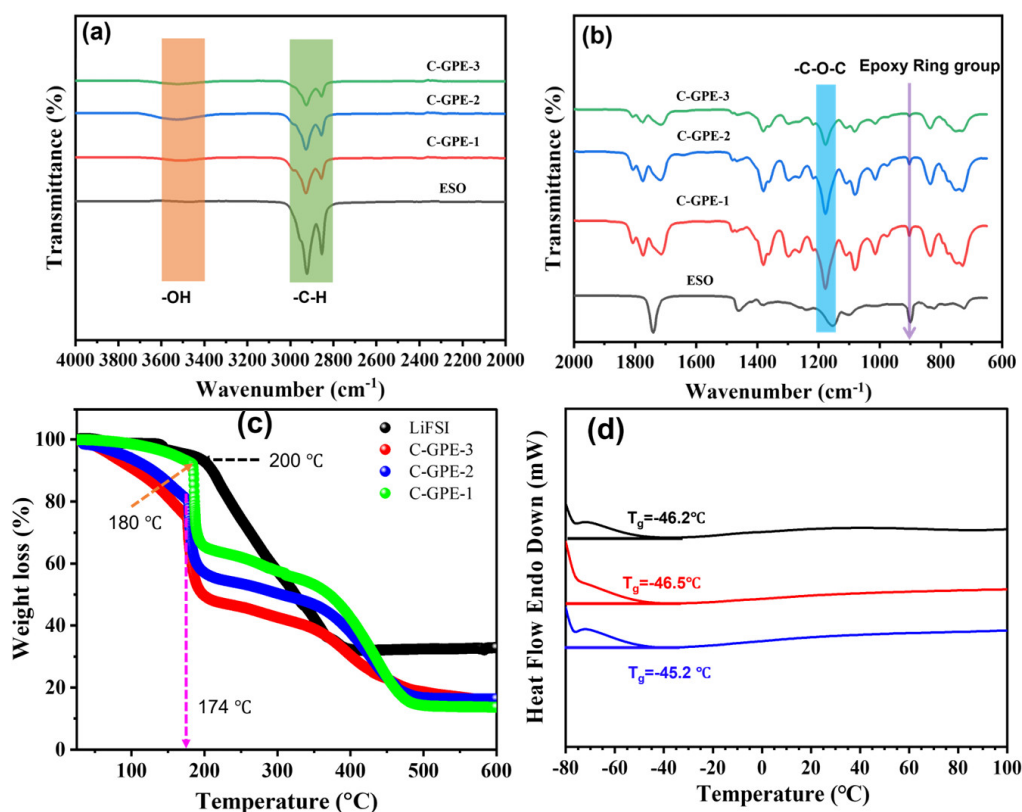 (a)
C-GPE-3
C-GPE-2
C-GPE-1
ESO
-OH
-C-H
Transmittance (%)
4000 3800 3600 3400 3200 3000 2800 2600 2400 2200 2000
Wavenumber (cm⁻¹)
(b)
-C-O-C
Epoxy Ring group
C-GPE-3
C-GPE-2
C-GPE-1
ESO
Transmittance (%)
2000 1800 1600 1400 1200 1000 800 600
Wavenumber (cm⁻¹)
(c)
LiFSI
C-GPE-3
C-GPE-2
C-GPE-1
200 ℃
180 ℃
174 ℃
Weight loss (%)
100
80
60
40
20
0
100 200 300 400 500 600
Temperature (°C)
(d)
Tg=-46.2℃
Tg=-46.5℃
Tg=-45.2 ℃
Heat Flow Endo Down (mW)
-80 -60 -40 -20 0 20 40 60 80 100
Temperature (℃)